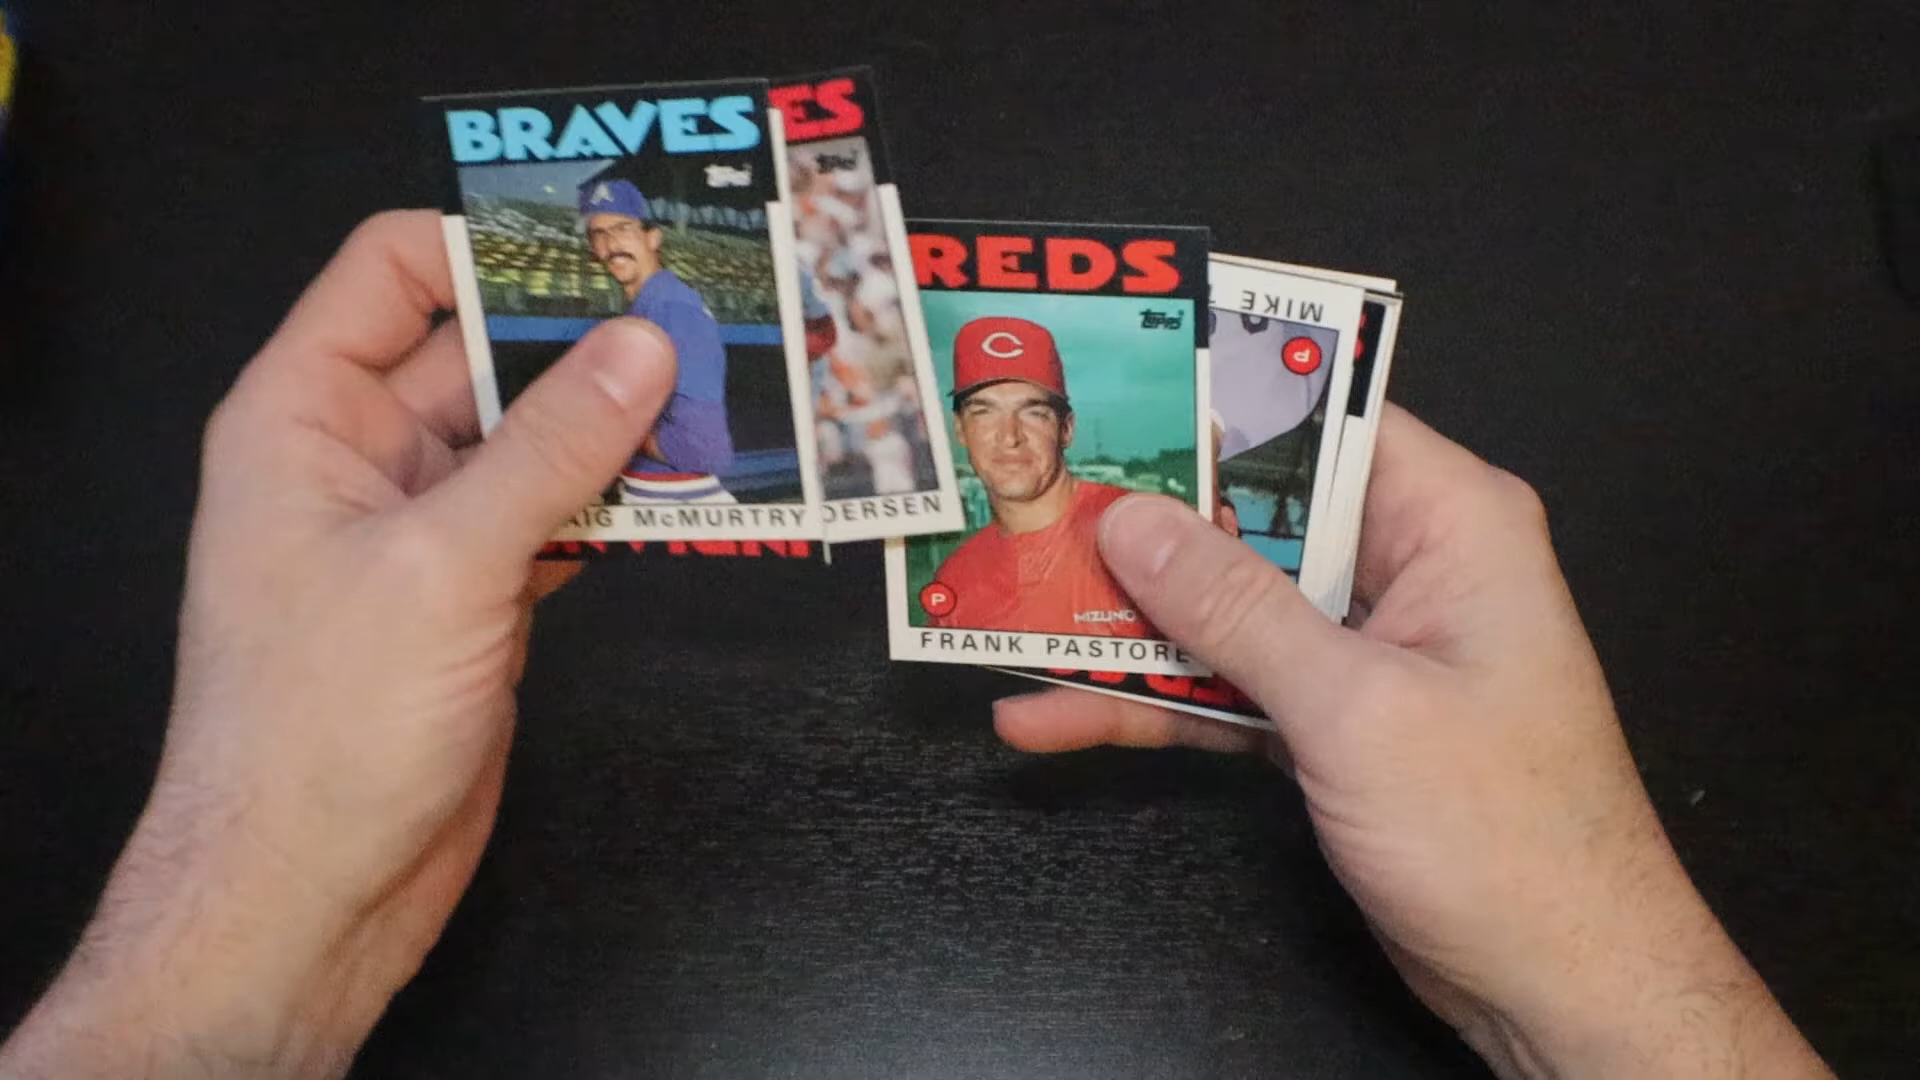 BRAVES
Topps
AIG McMURTRY
ES
Topps
DERSEN
REDS
Topps
P
MIZUNO
FRANK PASTORE
MIKE
P